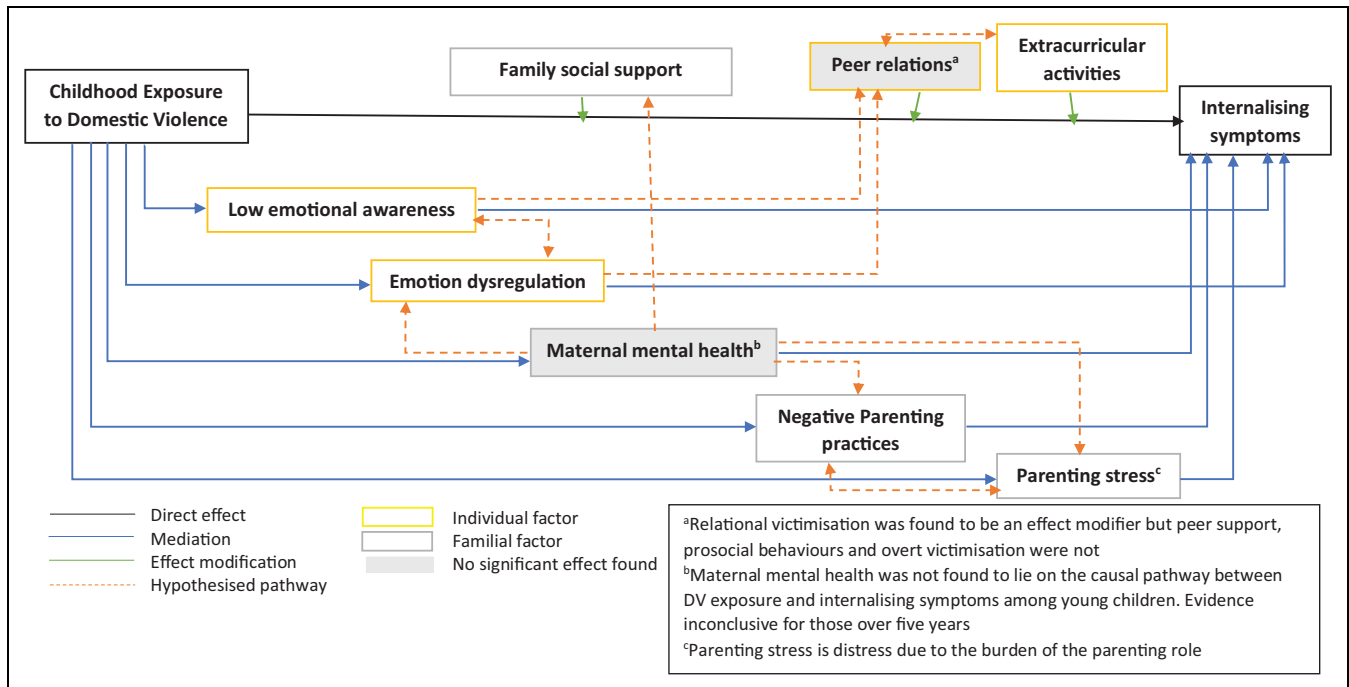 Childhood Exposure
to Domestic Violence
Family social support
Peer relationsᵃ
Extracurricular
activities
Internalising
symptoms
Low emotional awareness
Emotion dysregulation
Maternal mental healthᵇ
Negative Parenting
practices
Parenting stressᶜ
Direct effect
Mediation
Effect modification
Hypothesised pathway
Individual factor
Familial factor
No significant effect found
ᵃRelational victimisation was found to be an effect modifier but peer support,
prosocial behaviours and overt victimisation were not
ᵇMaternal mental health was not found to lie on the causal pathway between
DV exposure and internalising symptoms among young children. Evidence
inconclusive for those over five years
ᶜParenting stress is distress due to the burden of the parenting role